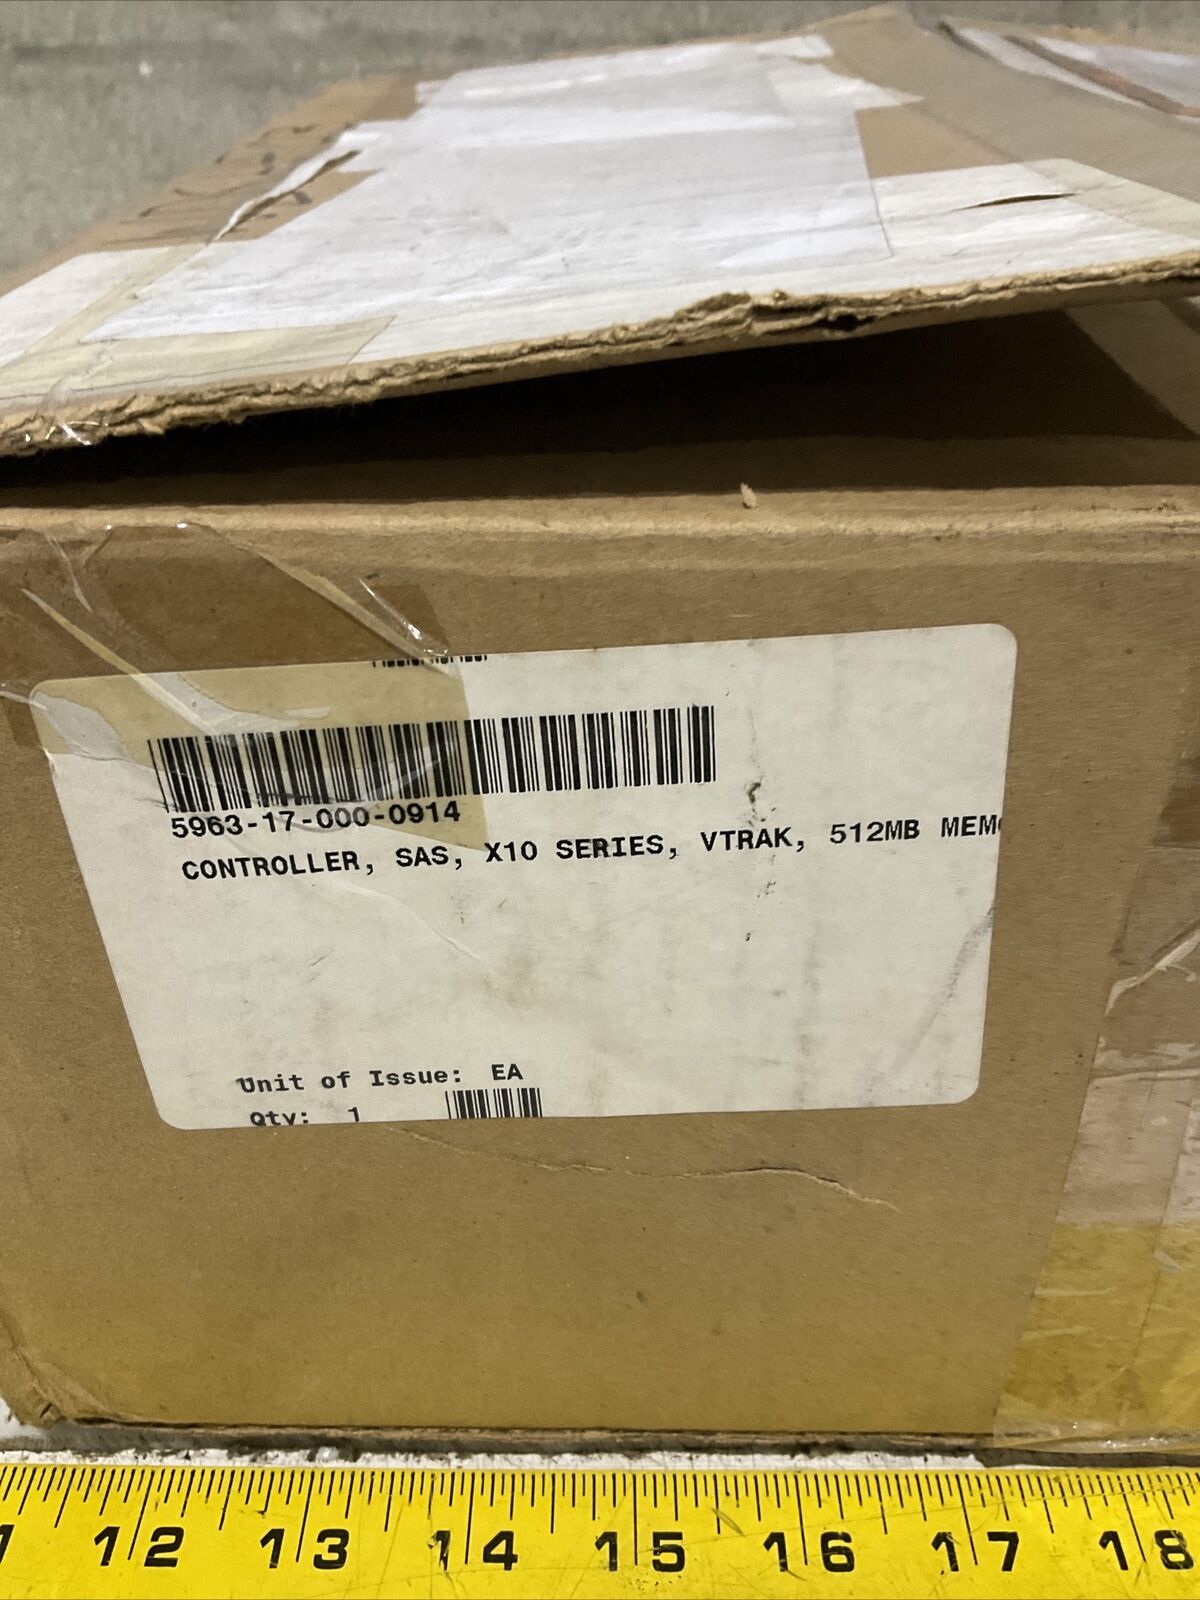 5963-17-000-0914
CONTROLLER, SAS, X10 SERIES, VTRAK, 512MB MEM
Unit of Issue: EA
Qty: 1
12 13 14 15 16 17 18